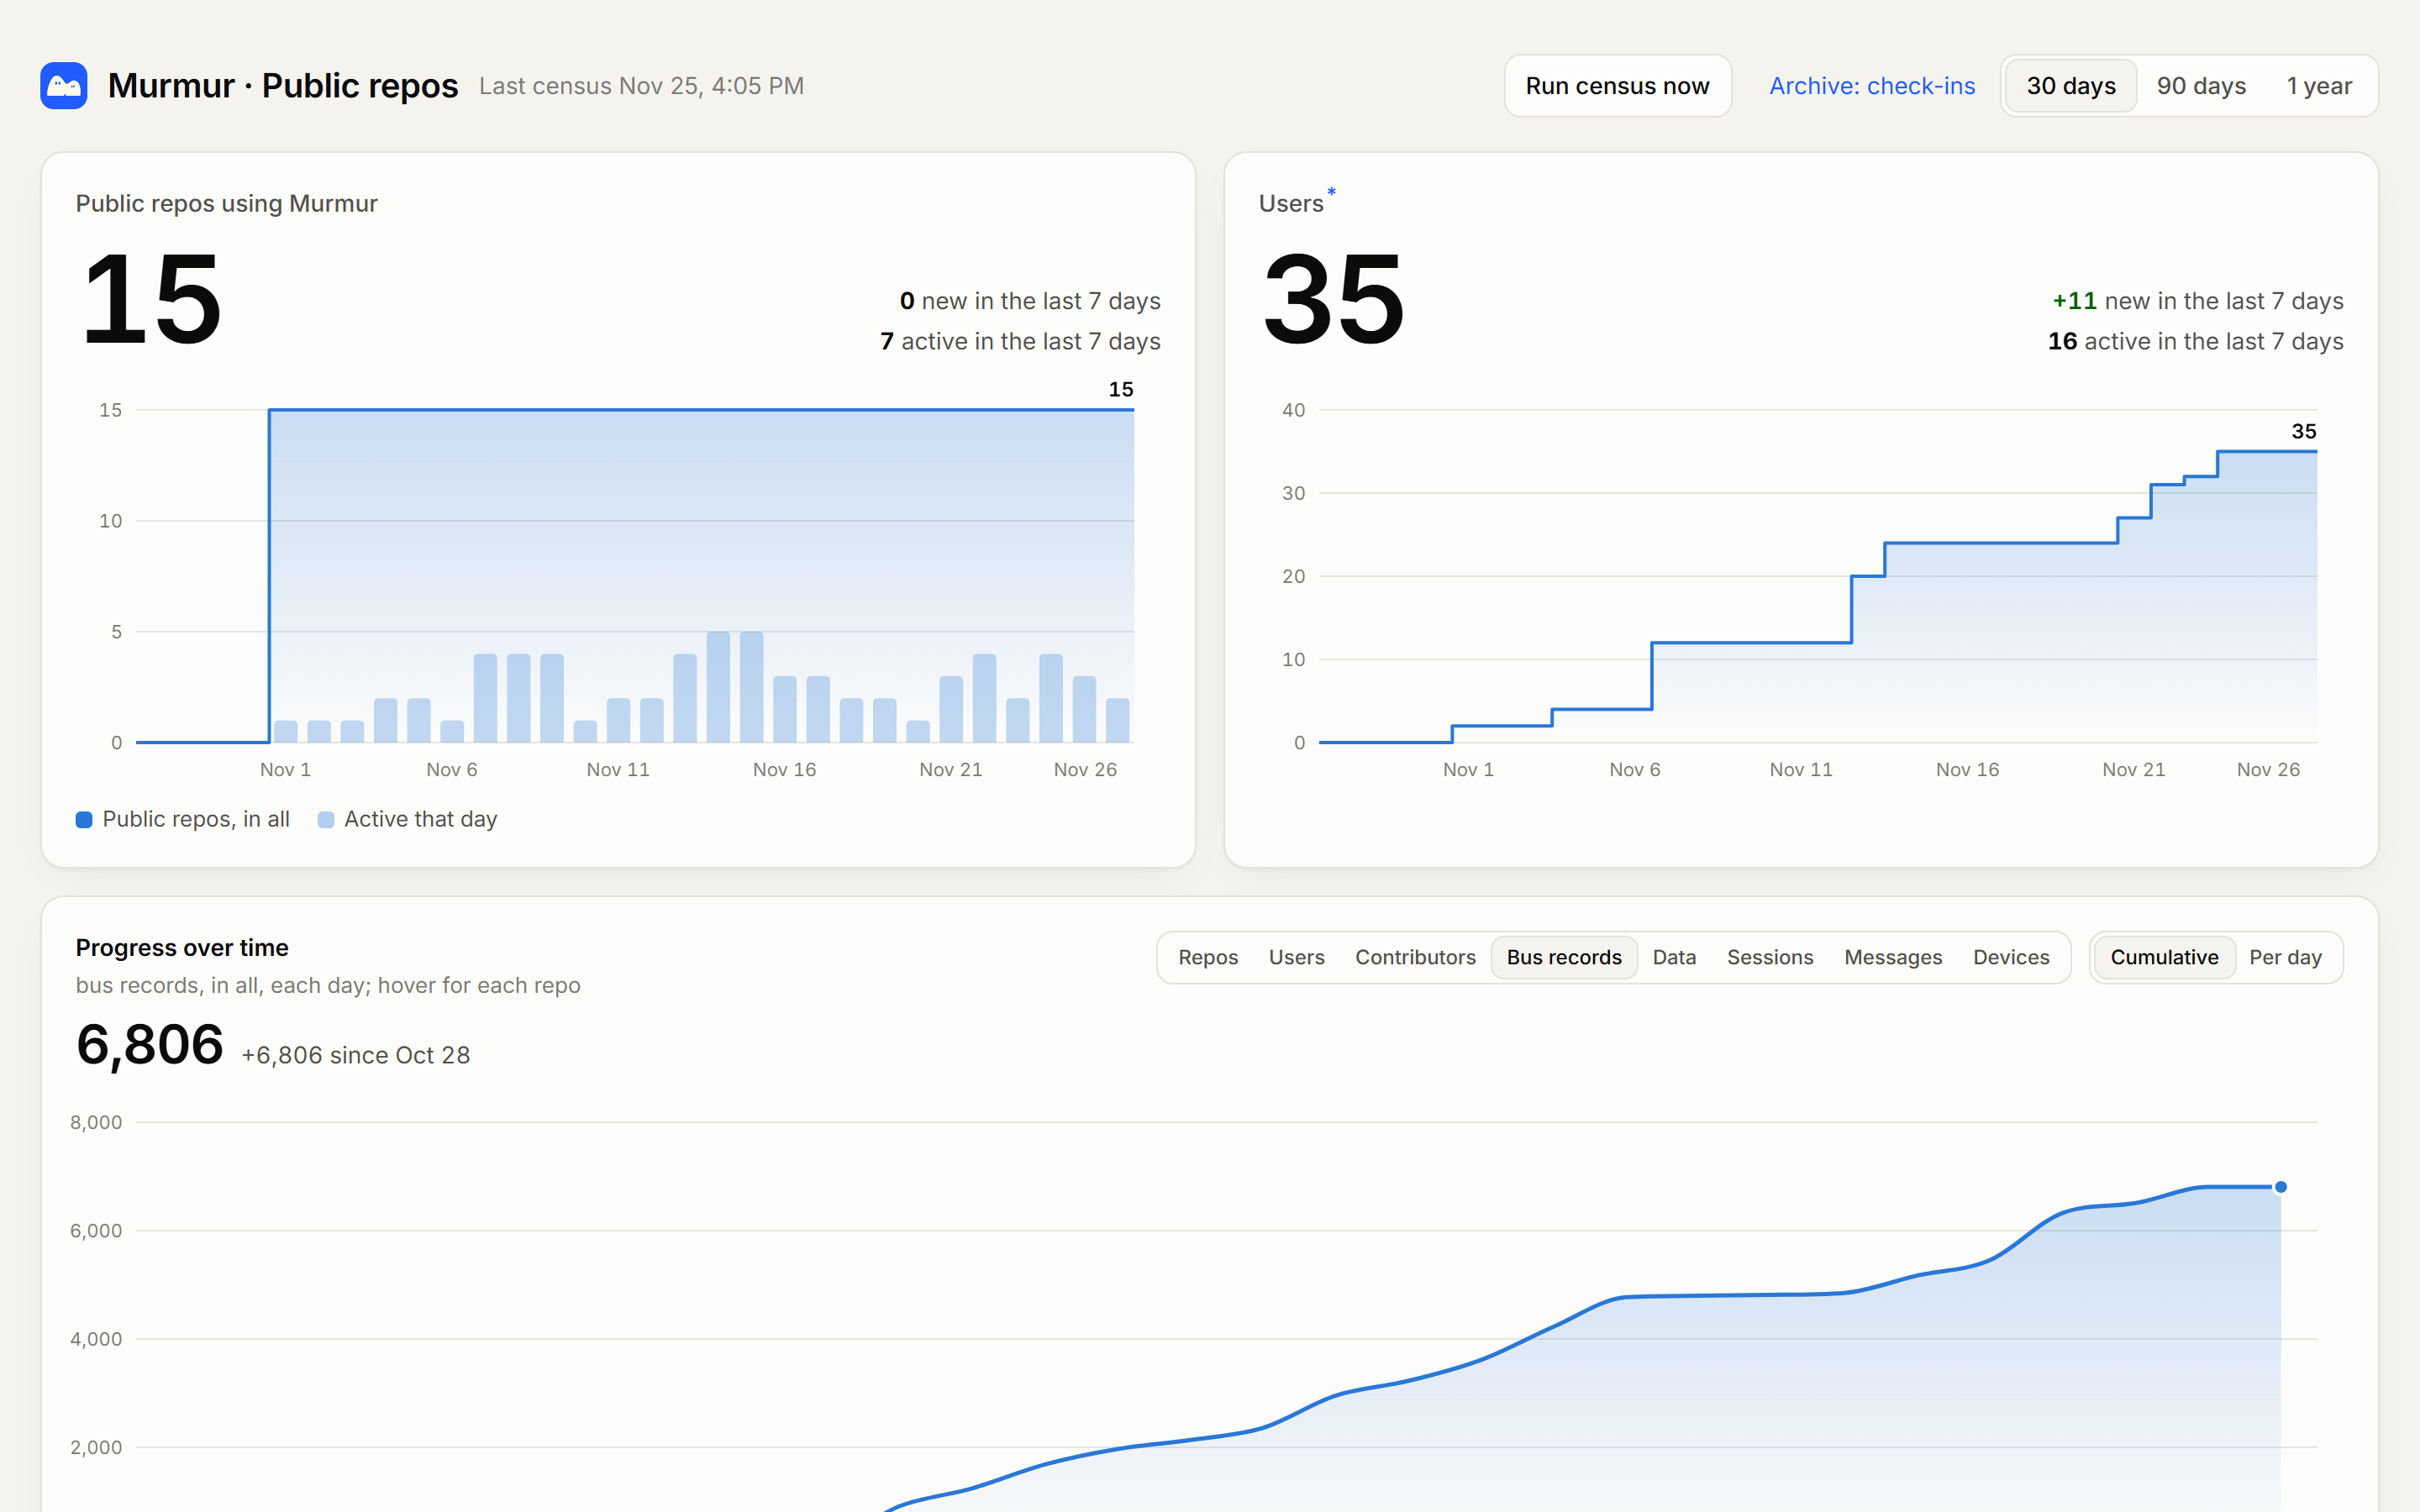 Murmur · Public repos Last census Nov 25, 4:05 PM Run census now Archive: check-ins 30 days 90 days 1 year
Public repos using Murmur
15
0 new in the last 7 days
7 active in the last 7 days
15
15
10
5
0
Nov 1 Nov 6 Nov 11 Nov 16 Nov 21 Nov 26
Public repos, in all Active that day
Users*
35
+11 new in the last 7 days
16 active in the last 7 days
40
35
30
20
10
0
Nov 1 Nov 6 Nov 11 Nov 16 Nov 21 Nov 26
Progress over time
bus records, in all, each day; hover for each repo
Repos Users Contributors Bus records Data Sessions Messages Devices Cumulative Per day
6,806 +6,806 since Oct 28
8,000
6,000
4,000
2,000